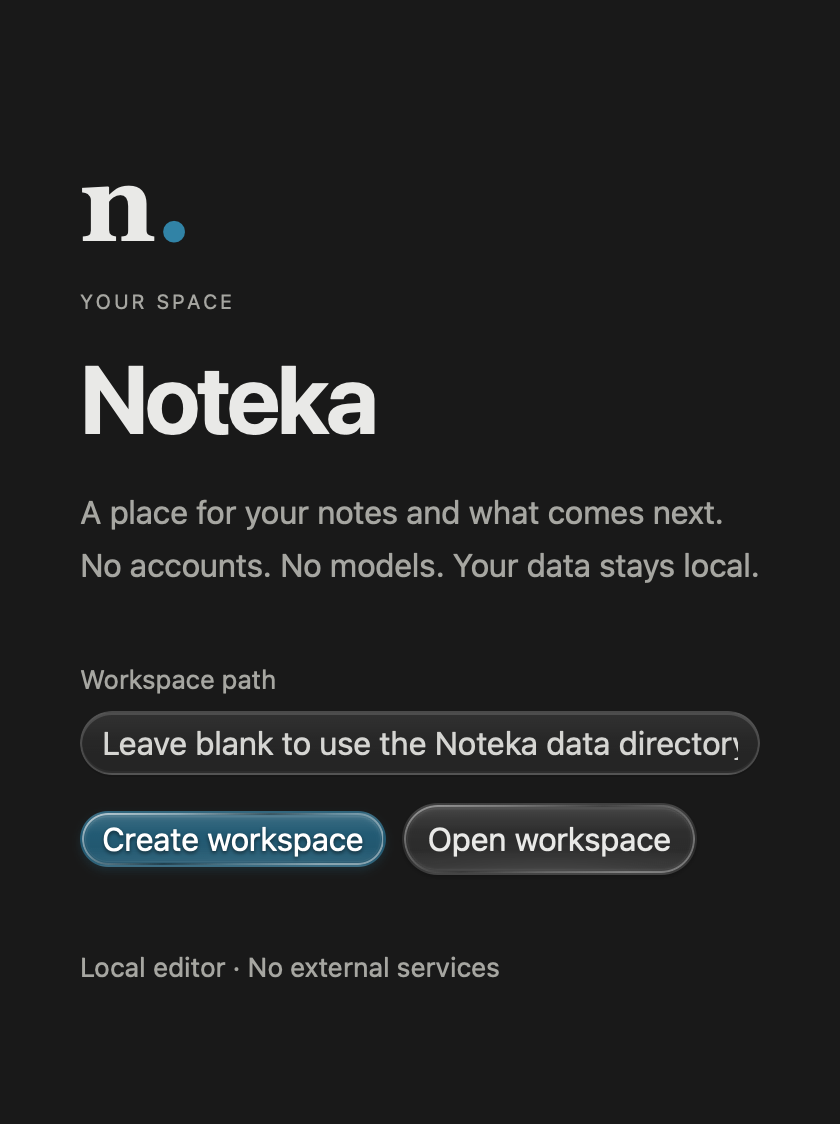 n.
YOUR SPACE
Noteka
A place for your notes and what comes next.
No accounts. No models. Your data stays local.
Workspace path
Leave blank to use the Noteka data directory
Create workspace
Open workspace
Local editor · No external services